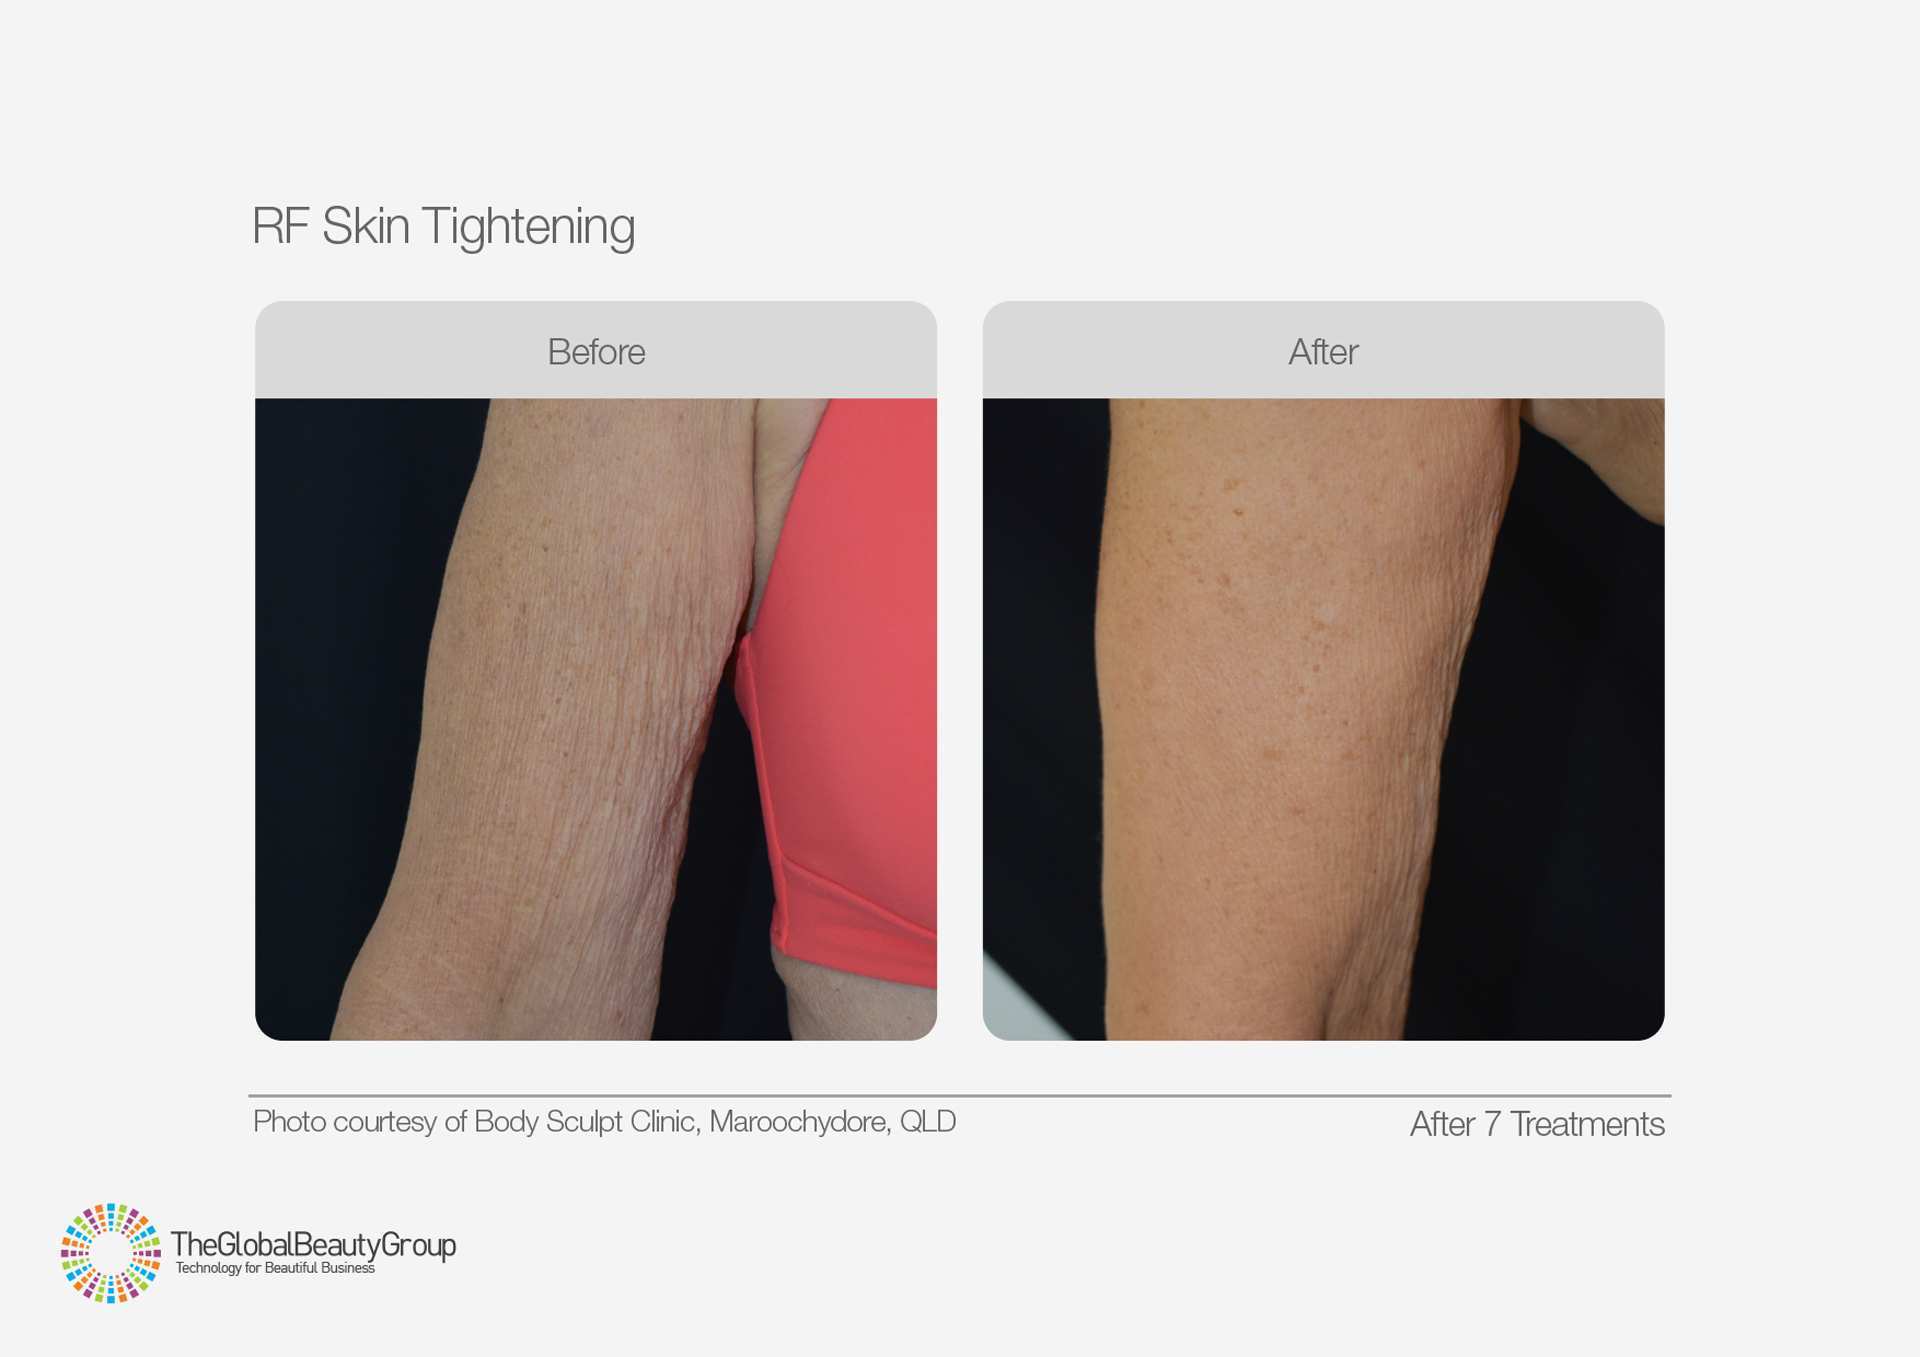 RF Skin Tightening
Before
After
Photo courtesy of Body Sculpt Clinic, Maroochydore, QLD
After 7 Treatments
TheGlobalBeautyGroup
Technology for Beautiful Business